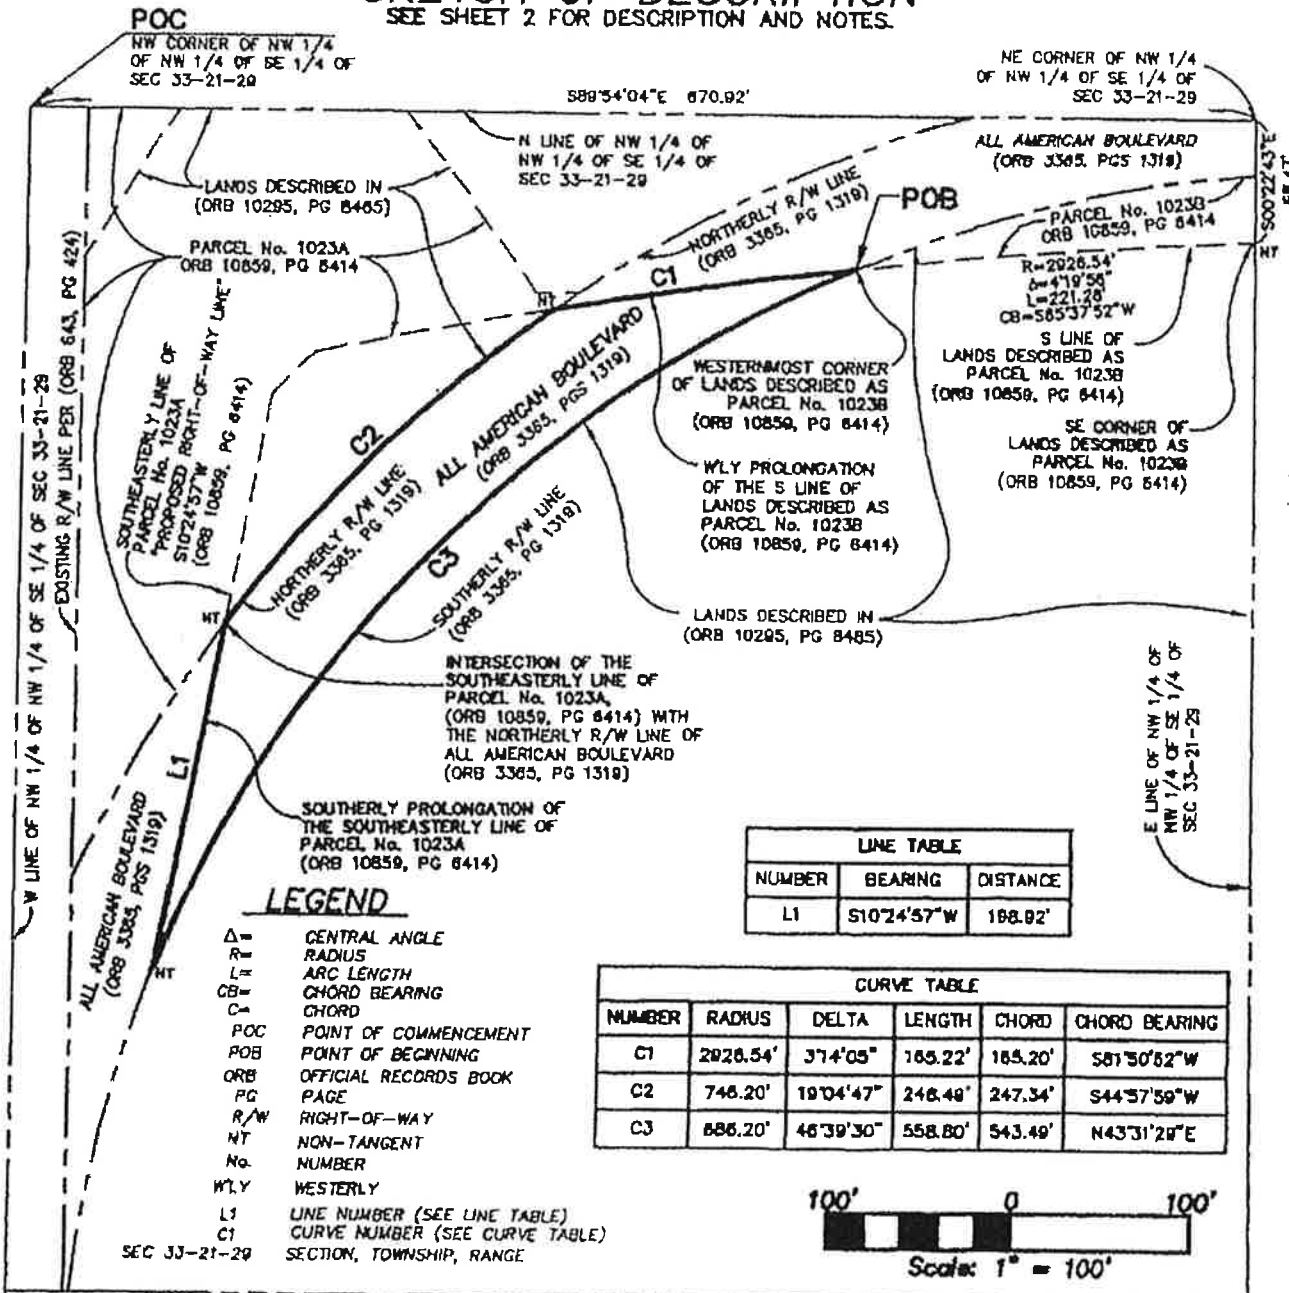 POC
SEE SHEET 2 FOR DESCRIPTION AND NOTES.
NW CORNER OF NW 1/4
OF NW 1/4 OF SE 1/4 OF
SEC 33-21-29
NE CORNER OF NW 1/4
OF NW 1/4 OF SE 1/4 OF
SEC 33-21-29
S89°54'04"E 670.92'
N LINE OF NW 1/4 OF
NW 1/4 OF SE 1/4 OF
SEC 33-21-29
ALL AMERICAN BOULEVARD
(ORB 3365, PGS 1319)
S00°22'43"E
LANDS DESCRIBED IN
(ORB 10295, PG 8465)
PARCEL No. 1023A
ORB 10859, PG 6414
NORTHERLY R/W LINE
(ORB 3365, PG 1319)
POB
PARCEL No. 1023B
ORB 10859, PG 6414
NT
R=2926.54'
Δ=4°19'56"
L=221.28'
CB=S85°37'52"W
C1
NT
S LINE OF
LANDS DESCRIBED AS
PARCEL No. 1023B
(ORB 10859, PG 6414)
WESTERNMOST CORNER
OF LANDS DESCRIBED AS
PARCEL No. 1023B
(ORB 10859, PG 6414)
SE CORNER OF
LANDS DESCRIBED AS
PARCEL No. 1023B
(ORB 10859, PG 6414)
WLY PROLONGATION
OF THE S LINE OF
LANDS DESCRIBED AS
PARCEL No. 1023B
(ORB 10859, PG 6414)
W LINE OF NW 1/4 OF NW 1/4 OF SE 1/4 OF SEC 33-21-29
EXISTING R/W LINE PER (ORB 643, PG 424)
SOUTHEASTERLY LINE OF
PARCEL No. 1023A
"PROPOSED RIGHT-OF-WAY LINE"
S10°24'57"W
(ORB 10859, PG 6414)
C2
ALL AMERICAN BOULEVARD
(ORB 3365, PGS 1319)
NORTHERLY R/W LINE
(ORB 3365, PG 1319)
C3
SOUTHERLY R/W LINE
(ORB 3365, PG 1319)
NT
LANDS DESCRIBED IN
(ORB 10295, PG 8485)
INTERSECTION OF THE
SOUTHEASTERLY LINE OF
PARCEL No. 1023A,
(ORB 10859, PG 6414) WITH
THE NORTHERLY R/W LINE OF
ALL AMERICAN BOULEVARD
(ORB 3365, PG 1319)
E LINE OF NW 1/4 OF
NW 1/4 OF SE 1/4 OF
SEC 33-21-29
L1
SOUTHERLY PROLONGATION OF
THE SOUTHEASTERLY LINE OF
PARCEL No. 1023A
(ORB 10859, PG 6414)
ALL AMERICAN BOULEVARD
(ORB 3365, PGS 1319)
NT
LINE TABLE
NUMBER BEARING DISTANCE
L1 S10°24'57"W 198.92'
LEGEND
Δ= CENTRAL ANGLE
R= RADIUS
L= ARC LENGTH
CB= CHORD BEARING
C= CHORD
POC POINT OF COMMENCEMENT
POB POINT OF BEGINNING
ORB OFFICIAL RECORDS BOOK
PG PAGE
R/W RIGHT-OF-WAY
NT NON-TANGENT
No. NUMBER
WLY WESTERLY
L1 LINE NUMBER (SEE LINE TABLE)
C1 CURVE NUMBER (SEE CURVE TABLE)
SEC 33-21-29 SECTION, TOWNSHIP, RANGE
CURVE TABLE
NUMBER RADIUS DELTA LENGTH CHORD CHORD BEARING
C1 2926.54' 3°14'05" 165.22' 165.20' S81°50'52"W
C2 746.20' 19°04'47" 248.49' 247.34' S44°57'59"W
C3 686.20' 46°39'30" 558.80' 543.49' N43°31'29"E
100' 0 100'
Scale: 1" = 100'